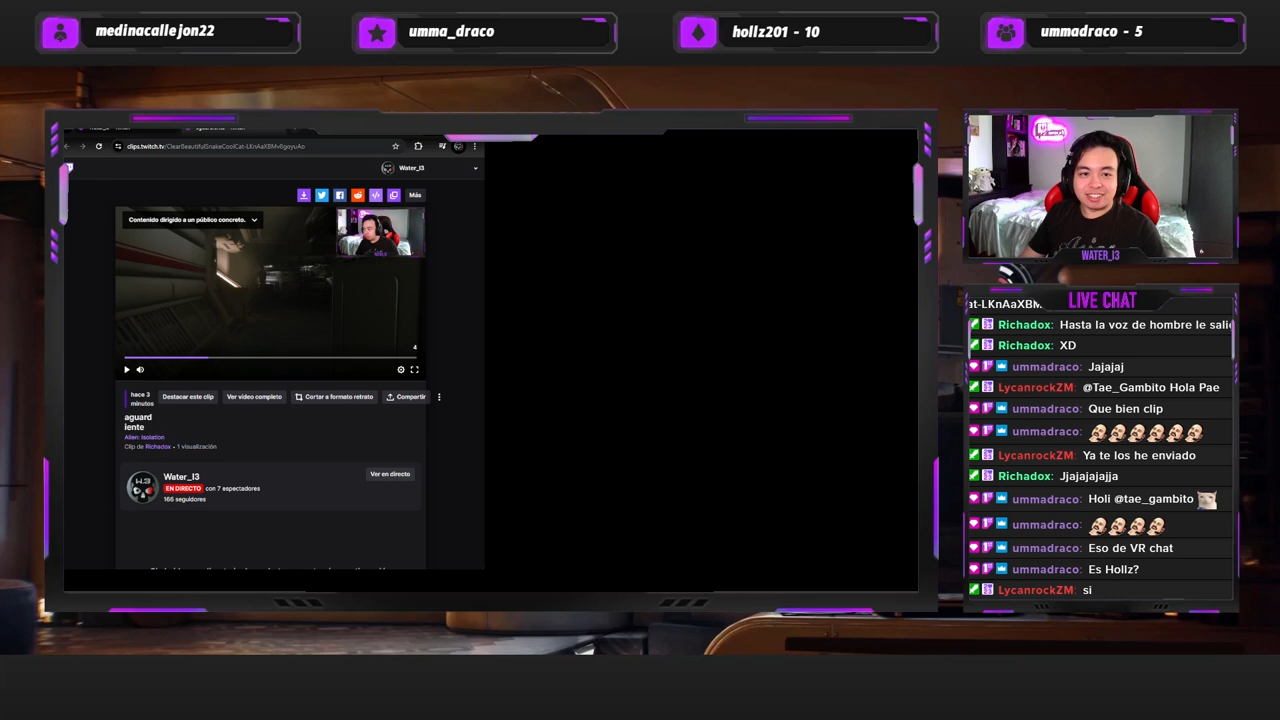 medinacallejon22
umma_draco
hollz201 - 10
ummadraco - 5
clips.twitch.tv/ClearBeautifulSnakeCoolCat-LKnAaXBMv6goyuAo
Water_I3
Más
Contenido dirigido a un público concreto.
4
hace 3
minutos
Destacar este clip
Ver vídeo completo
Cortar a formato retrato
Compartir
aguard
iente
Alien: Isolation
Clip de Richadox • 1 visualización
Water_I3
EN DIRECTO con 7 espectadores
166 seguidores
Ver en directo
WATER_I3
LIVE CHAT
at-LKnAaXBM
Richadox: Hasta la voz de hombre le salió
Richadox: XD
ummadraco: Jajajaj
LycanrockZM: @Tae_Gambito Hola Pae
ummadraco: Que bien clip
ummadraco:
LycanrockZM: Ya te los he enviado
Richadox: Jjajajajajja
ummadraco: Holi @tae_gambito
ummadraco:
ummadraco: Eso de VR chat
ummadraco: Es Hollz?
LycanrockZM: si